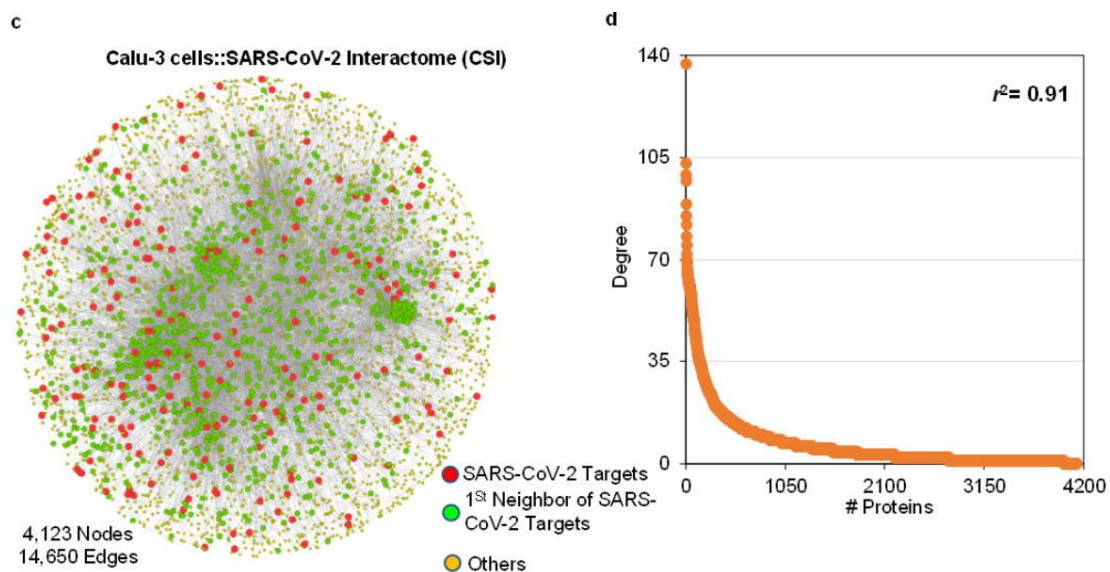 c
Calu-3 cells::SARS-CoV-2 Interactome (CSI)
SARS-CoV-2 Targets
1St Neighbor of SARS-
CoV-2 Targets
Others
4,123 Nodes
14,650 Edges
d
r2= 0.91
Degree
140
105
70
35
0
0
1050
2100
3150
4200
# Proteins